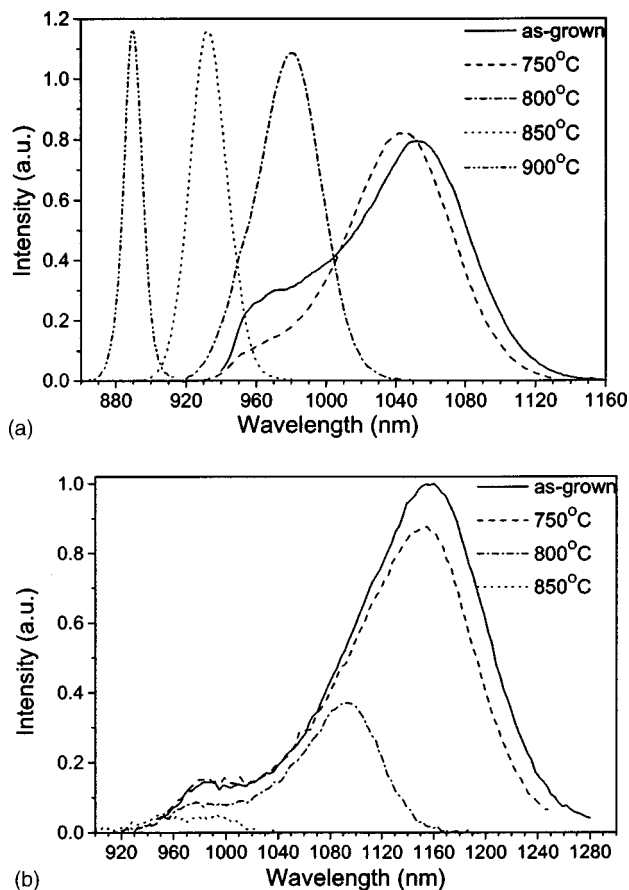 1.2
1.0
0.8
0.6
0.4
0.2
0.0
Intensity (a.u.)
as-grown
750°C
800°C
850°C
900°C
880 920 960 1000 1040 1080 1120 1160
Wavelength (nm)
(a)
1.0
0.8
0.6
0.4
0.2
0.0
Intensity (a.u.)
as-grown
750°C
800°C
850°C
920 960 1000 1040 1080 1120 1160 1200 1240 1280
Wavelength (nm)
(b)